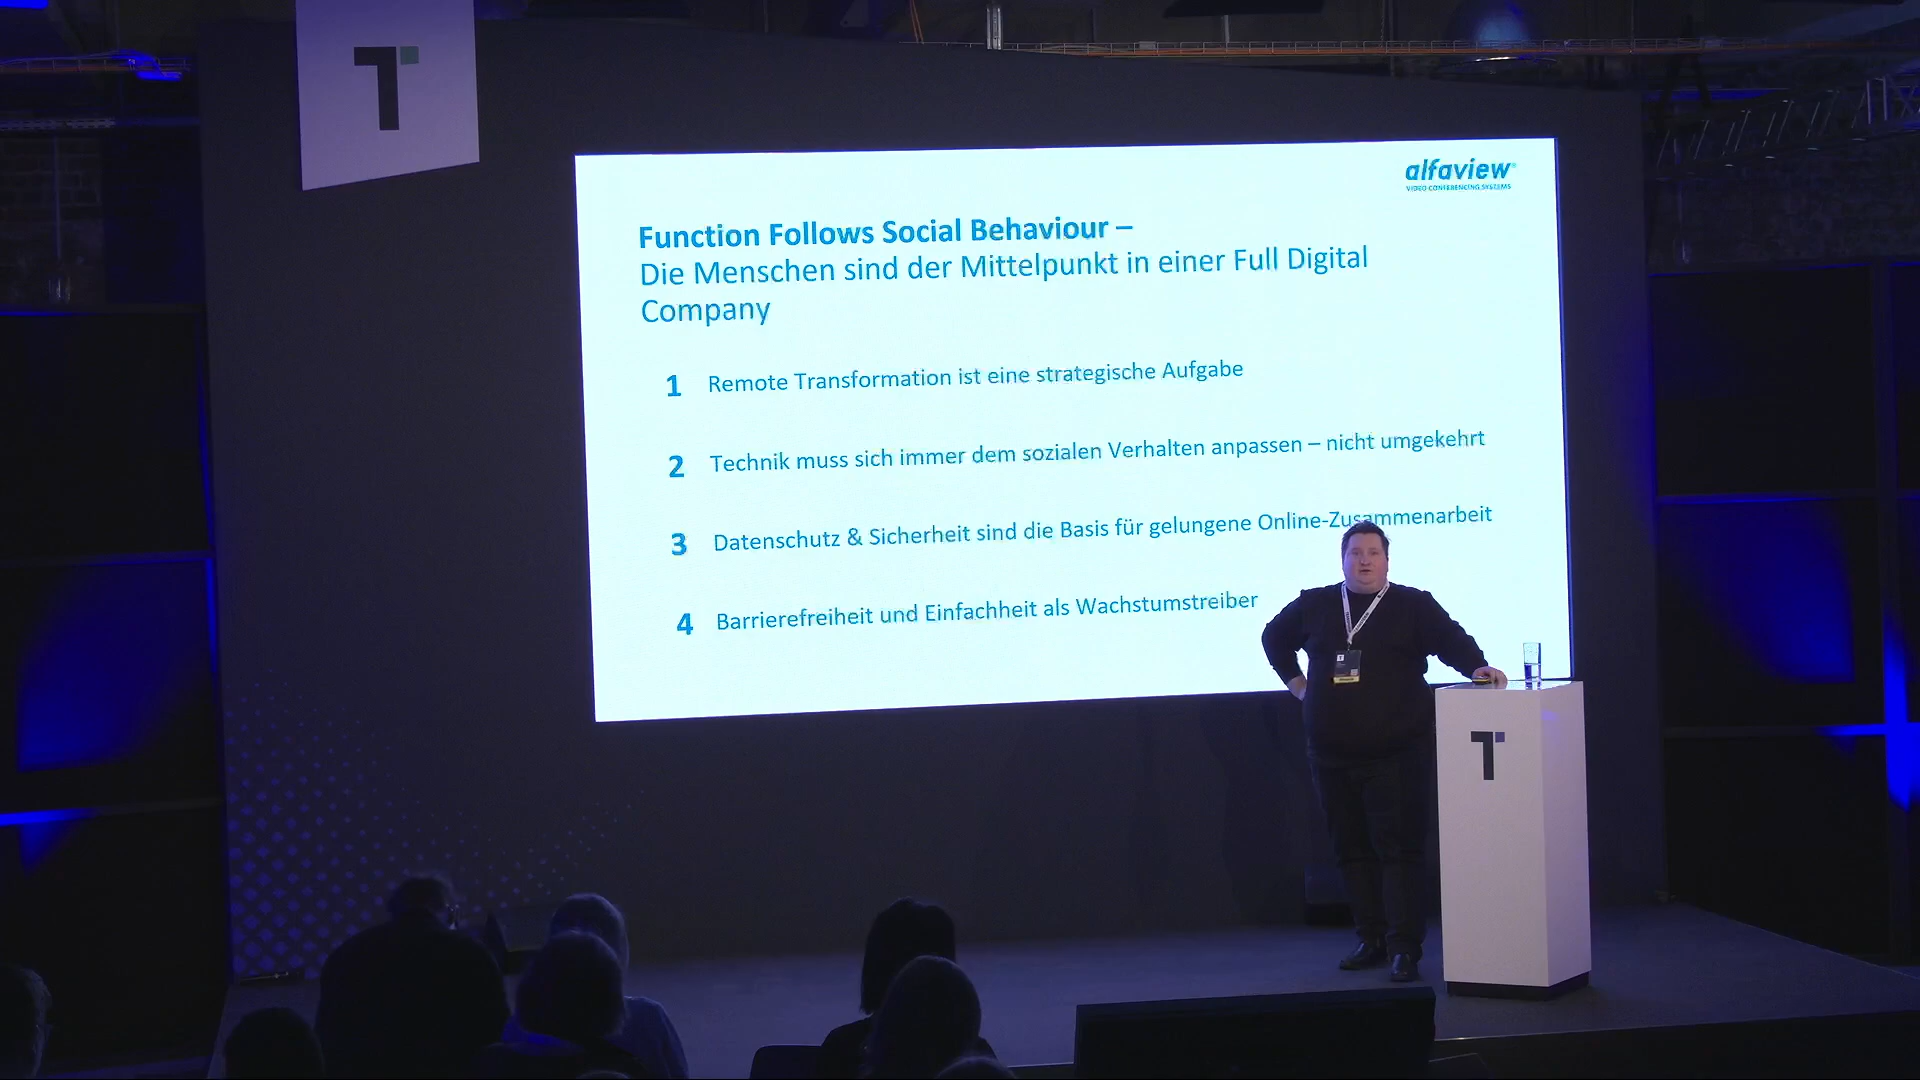 T
alfaview®
VIDEO CONFERENCING SYSTEMS
Function Follows Social Behaviour –
Die Menschen sind der Mittelpunkt in einer Full Digital
Company
1 Remote Transformation ist eine strategische Aufgabe
2 Technik muss sich immer dem sozialen Verhalten anpassen – nicht umgekehrt
3 Datenschutz & Sicherheit sind die Basis für gelungene Online-Zusammenarbeit
4 Barrierefreiheit und Einfachheit als Wachstumstreiber
T